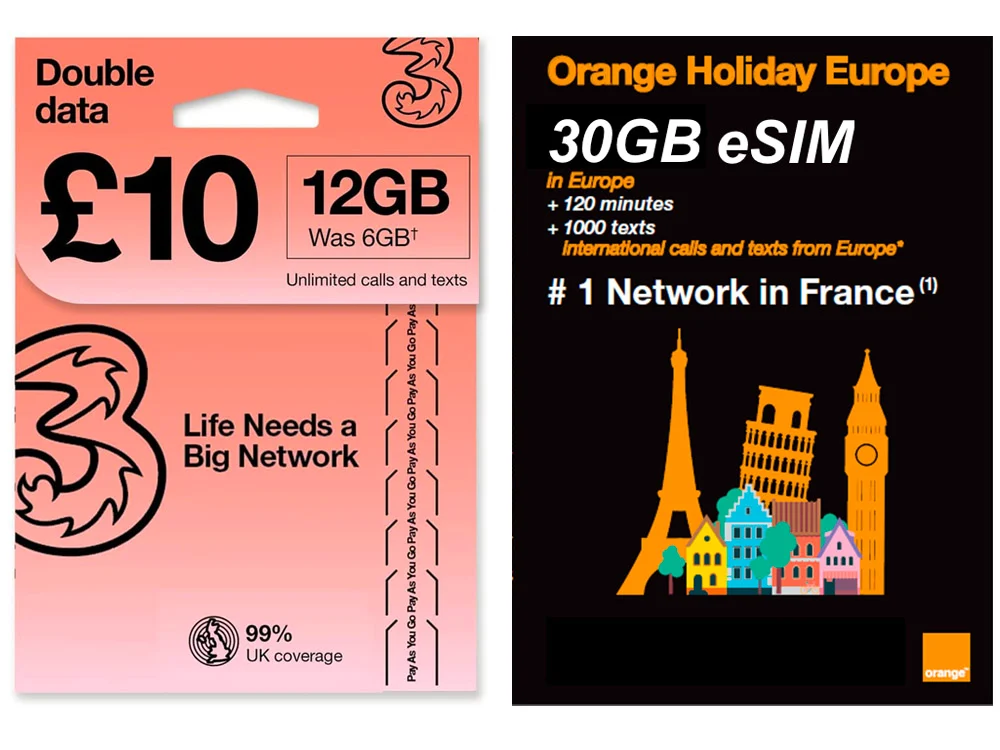 Double
data
£10
12GB
Was 6GB†
Unlimited calls and texts
Life Needs a
Big Network
Pay As You Go Pay As You Go Pay As You Go Pay As You Go Pay As You Go Pay As
99%
UK coverage
Orange Holiday Europe
30GB eSIM
in Europe
+ 120 minutes
+ 1000 texts
International calls and texts from Europe*
# 1 Network in France (1)
orange™